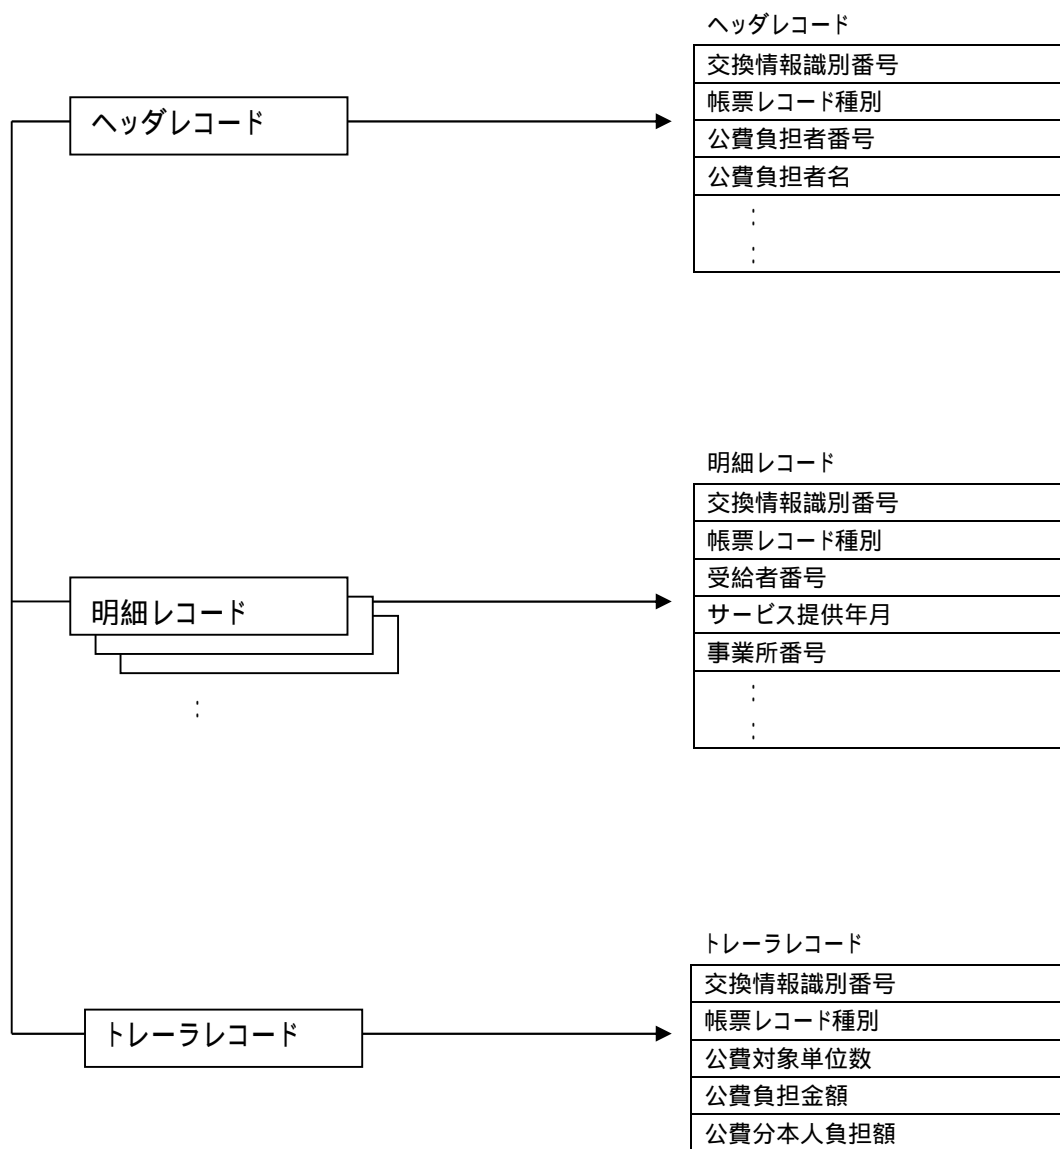 ヘッダレコード
ヘッダレコード
交換情報識別番号
帳票レコード種別
公費負担者番号
公費負担者名
:
:
明細レコード
:
明細レコード
交換情報識別番号
帳票レコード種別
受給者番号
サービス提供年月
事業所番号
:
:
トレーラレコード
トレーラレコード
交換情報識別番号
帳票レコード種別
公費対象単位数
公費負担金額
公費分本人負担額